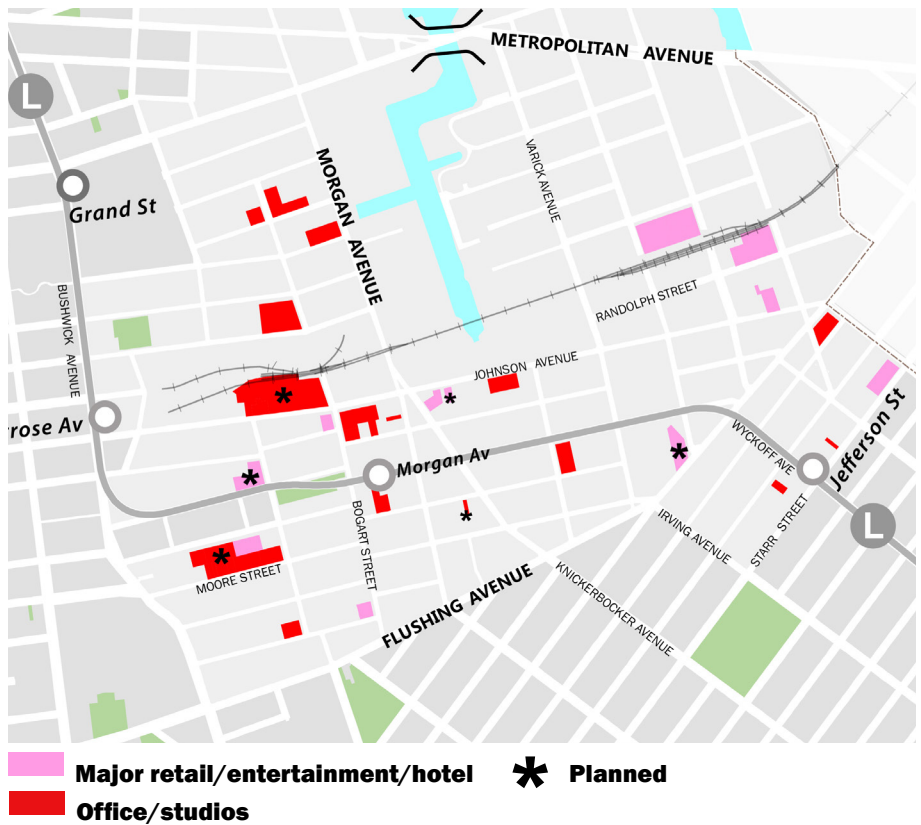 METROPOLITAN AVENUE
L
MORGAN AVENUE
VARICK AVENUE
Grand St
BUSHWICK AVENUE
RANDOLPH STREET
JOHNSON AVENUE
rrose Av
Jefferson St
WYCKOFF AVE
Morgan Av
L
STARR STREET
IRVING AVENUE
BOGART STREET
MOORE STREET
FLUSHING AVENUE
KNICKERBOCKER AVENUE
Major retail/entertainment/hotel
* Planned
Office/studios